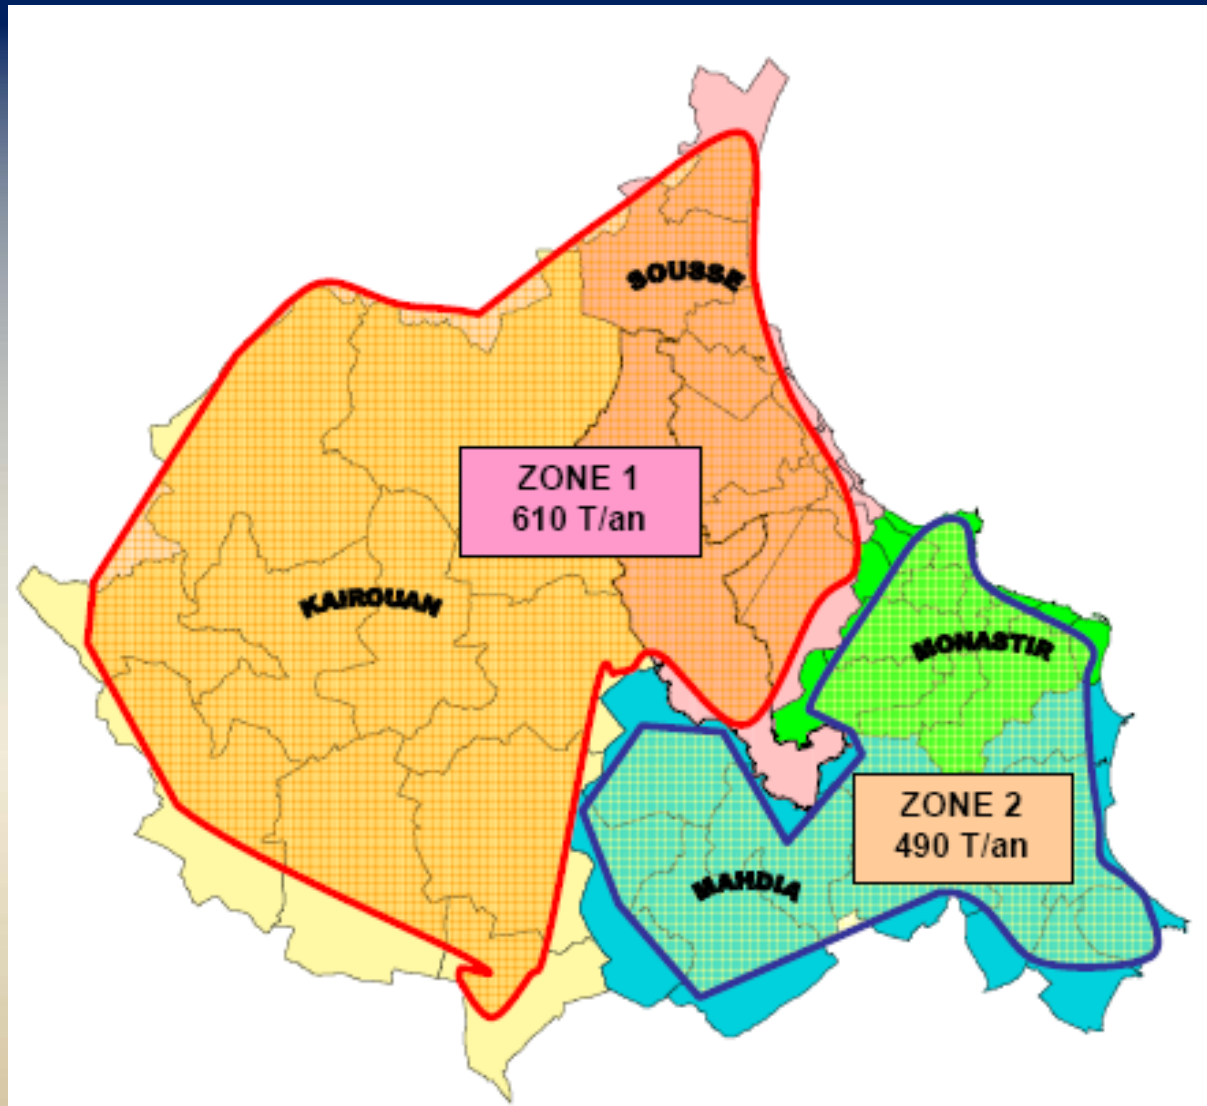 SOUSSE
ZONE 1
610 T/an
KAIROUAN
MONASTIR
ZONE 2
490 T/an
MAHDIA